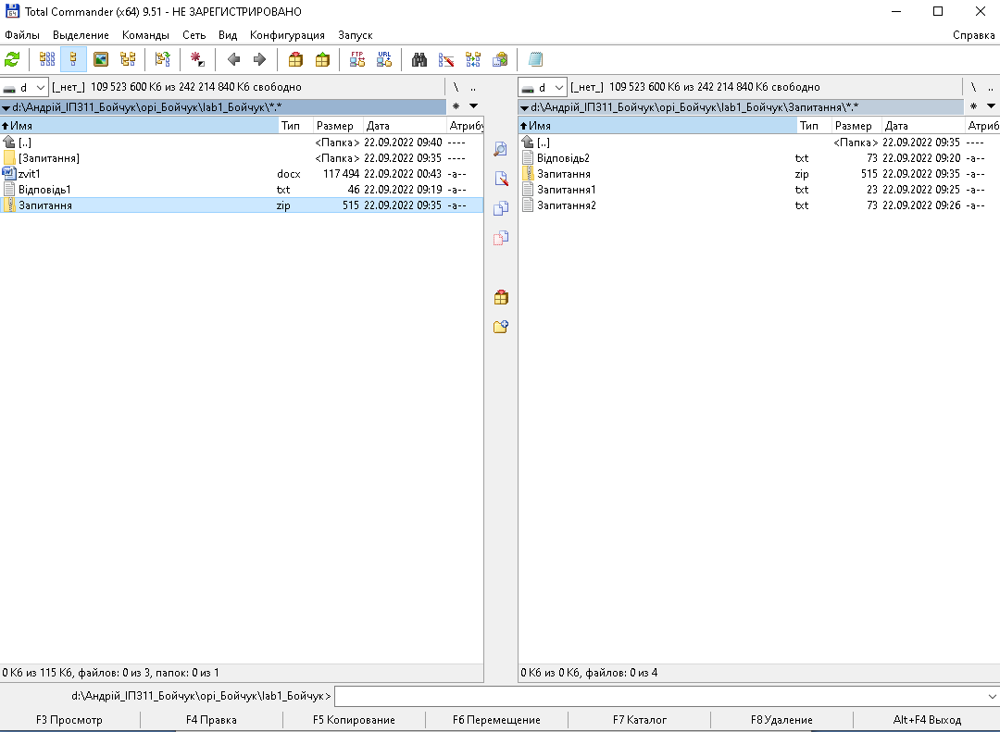 Total Commander (x64) 9.51 - НЕ ЗАРЕГИСТРИРОВАНО
Файлы Выделение Команды Сеть Вид Конфигурация Запуск Справка
FTP URL
d [_нет_] 109 523 600 Кб из 242 214 840 Кб свободно \ ..
d:\Андрій_ІП311_Бойчук\opi_Бойчук\lab1_Бойчук\*.* * 
Имя Тип Размер Дата Атрибу
[..] <Папка> 22.09.2022 09:40 ----
[Запитання] <Папка> 22.09.2022 09:35 ----
zvit1 docx 117 494 22.09.2022 00:43 -a--
Відповідь1 txt 46 22.09.2022 09:19 -a--
Запитання zip 515 22.09.2022 09:35 -a--
0 Кб из 115 Кб, файлов: 0 из 3, папок: 0 из 1
d [_нет_] 109 523 600 Кб из 242 214 840 Кб свободно \ ..
d:\Андрій_ІП311_Бойчук\opi_Бойчук\lab1_Бойчук\Запитання\*.* *
Имя Тип Размер Дата Атриб
[..] <Папка> 22.09.2022 09:35 ----
Відповідь2 txt 73 22.09.2022 09:20 -a--
Запитання zip 515 22.09.2022 09:35 -a--
Запитання1 txt 23 22.09.2022 09:25 -a--
Запитання2 txt 73 22.09.2022 09:26 -a--
0 Кб из 0 Кб, файлов: 0 из 4
d:\Андрій_ІП311_Бойчук\opi_Бойчук\lab1_Бойчук>
F3 Просмотр F4 Правка F5 Копирование F6 Перемещение F7 Каталог F8 Удаление Alt+F4 Выход